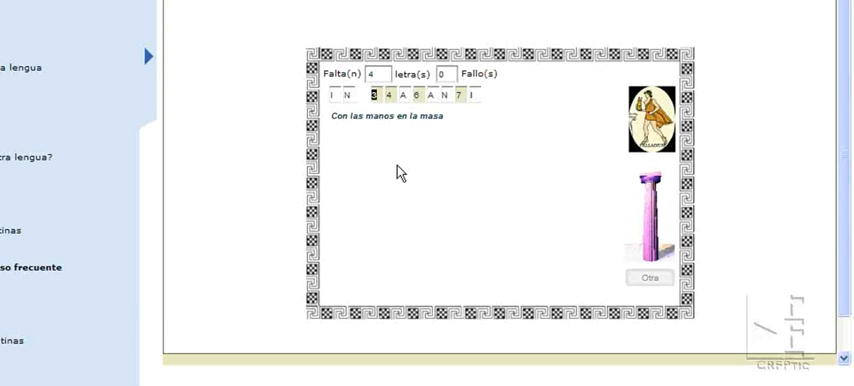 a lengua
Falta(n) 4 letra(s) 0 Fallo(s)
I N 3 4 A 6 A N 7 I
Con las manos en la masa
ra lengua?
tinas
so frecuente
Otra
tinas